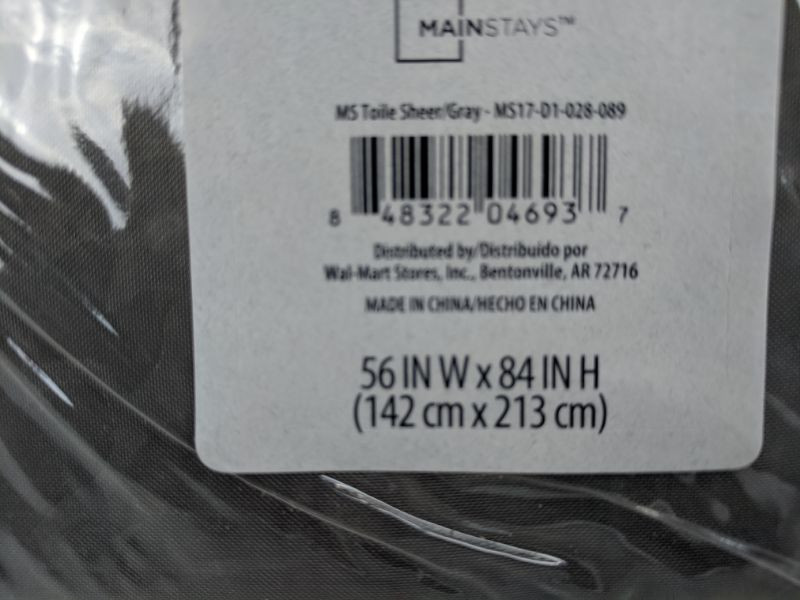 MAINSTAYS™
MS Toile Sheer/Gray - MS17-D1-028-089
8 48322 04693 7
Distributed by/Distribuido por
Wal-Mart Stores, Inc., Bentonville, AR 72716
MADE IN CHINA/HECHO EN CHINA
56 IN W x 84 IN H
(142 cm x 213 cm)